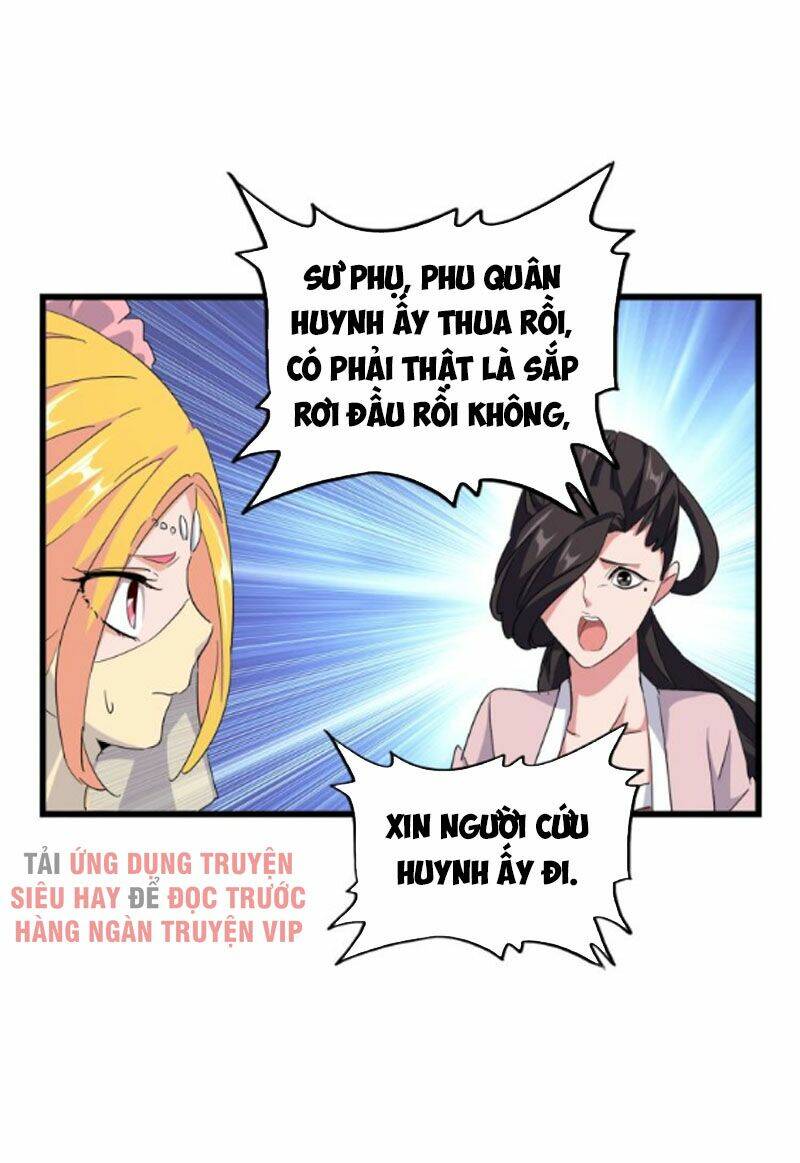 SƯ PHỤ, PHU QUÂN
HUYNH ẤY THUA RỒI,
CÓ PHẢI THẬT LÀ SẮP
RƠI ĐẦU RỒI KHÔNG,
XIN NGƯỜI CỨU
HUYNH ẤY ĐI.
TẢI ỨNG DỤNG TRUYỆN
SIÊU HAY ĐỂ ĐỌC TRƯỚC
HÀNG NGÀN TRUYỆN VIP